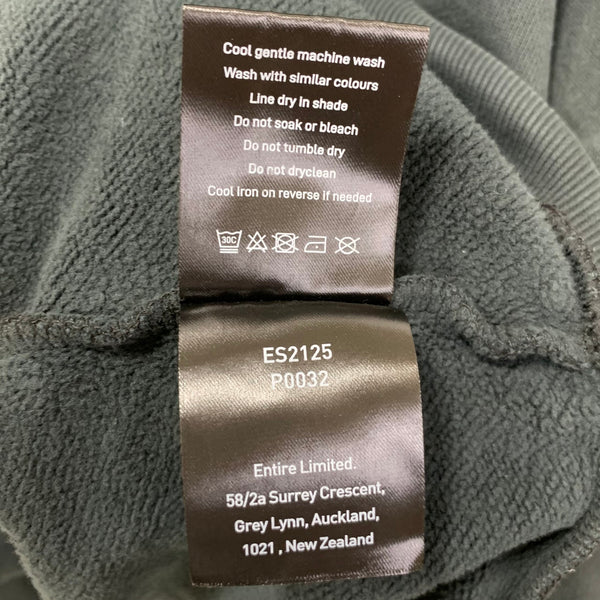 Cool gentle machine wash
Wash with similar colours
Line dry in shade
Do not soak or bleach
Do not tumble dry
Do not dryclean
Cool Iron on reverse if needed
30C
ES2125
P0032
Entire Limited.
58/2a Surrey Crescent,
Grey Lynn, Auckland,
1021 , New Zealand